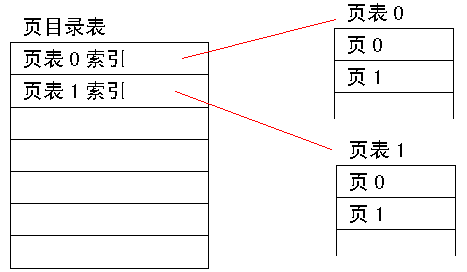 页目录表
页表 0 索引
页表 1 索引
页表 0
页 0
页 1
页表 1
页 0
页 1